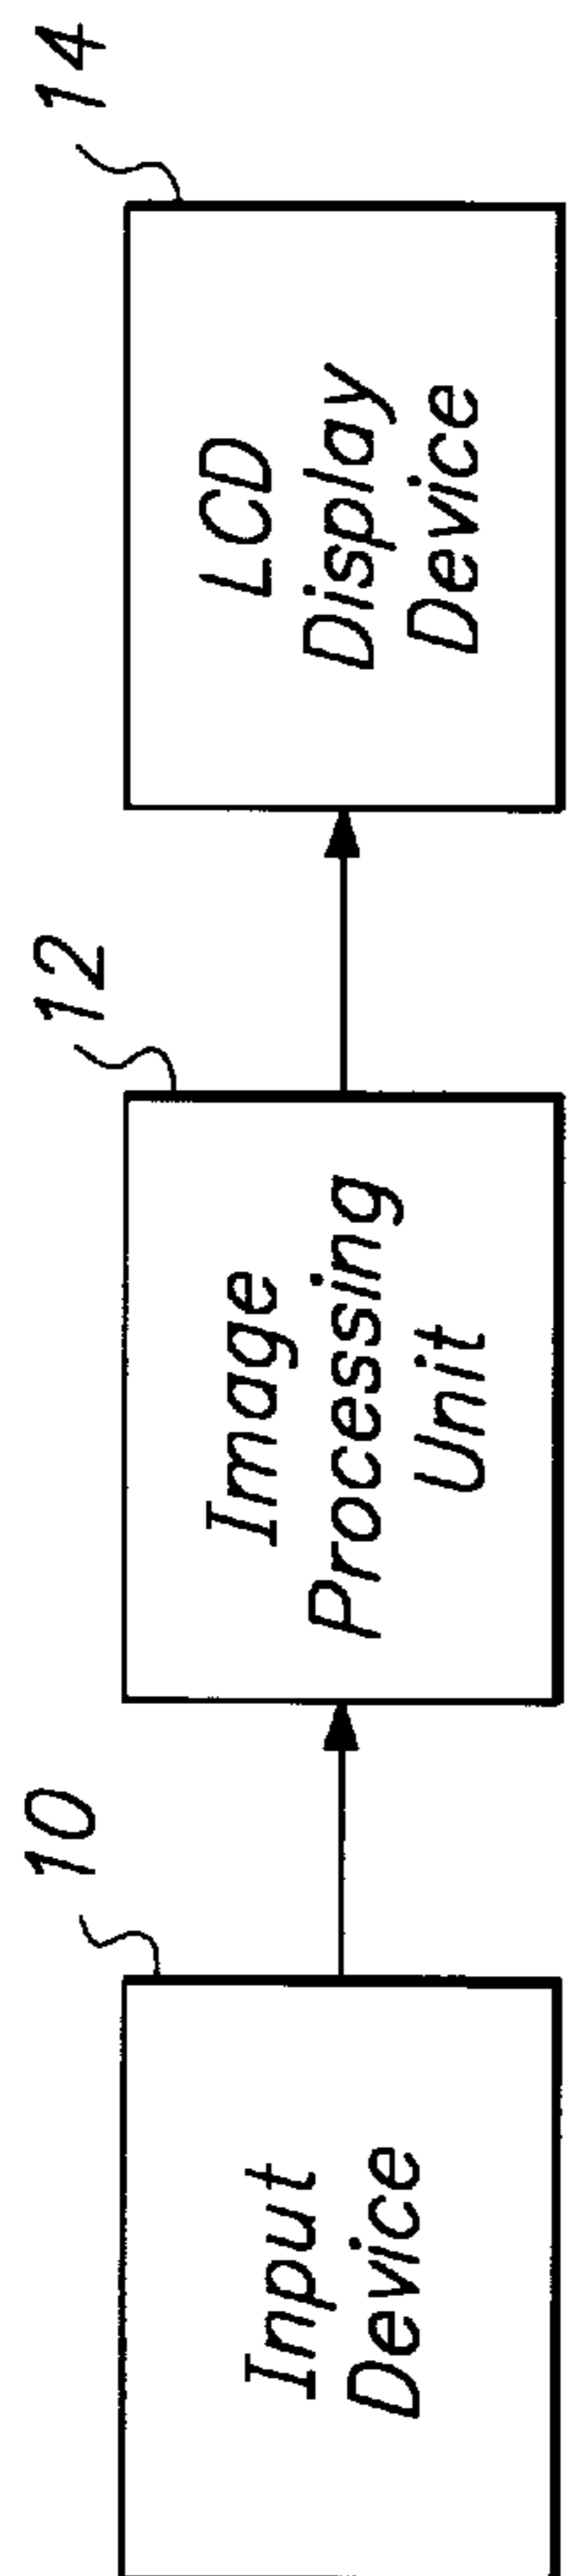 10
Input
Device
12
Image
Processing
Unit
14
LCD
Display
Device